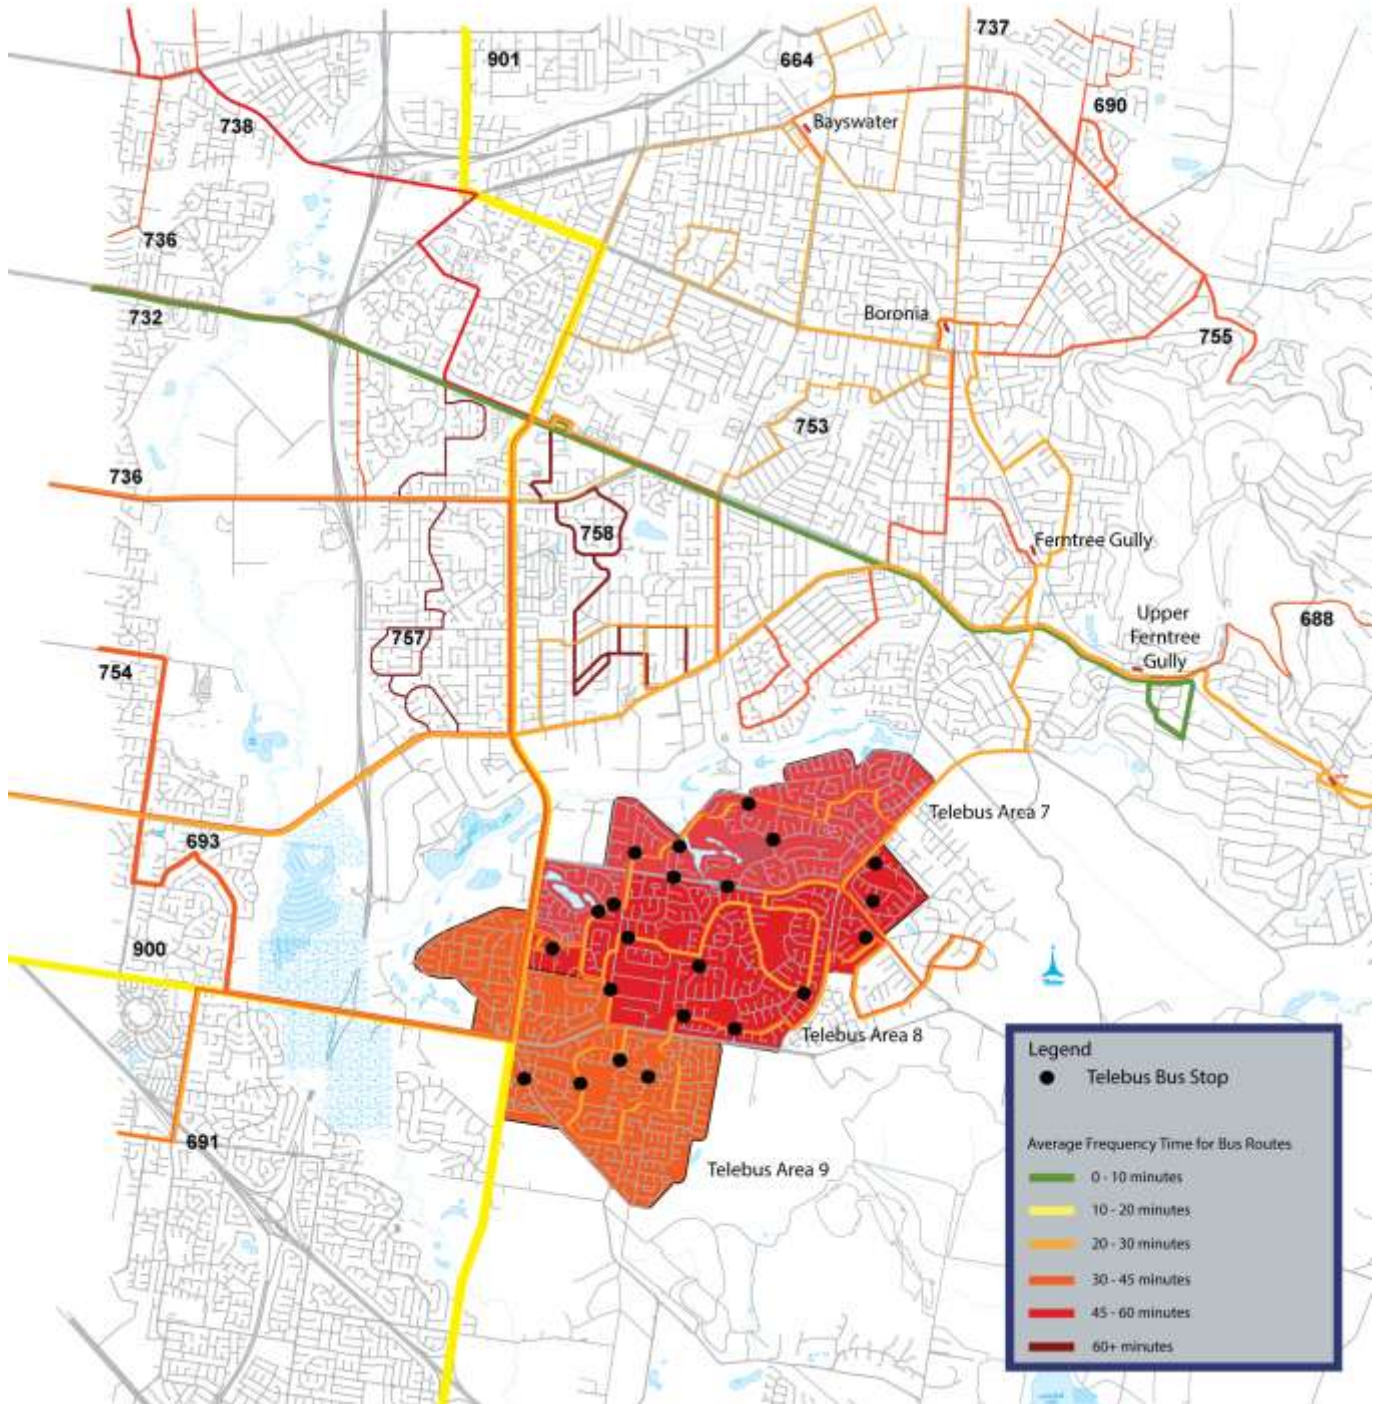 737
901
664
690
738
Bayswater
736
732
Boronia
755
753
736
758
Ferntree Gully
757
Upper
Ferntree
Gully
688
754
Telebus Area 7
693
900
Telebus Area 8
691
Telebus Area 9
Legend
Telebus Bus Stop
Average Frequency Time for Bus Routes
0 - 10 minutes
10 - 20 minutes
20 - 30 minutes
30 - 45 minutes
45 - 60 minutes
60+ minutes